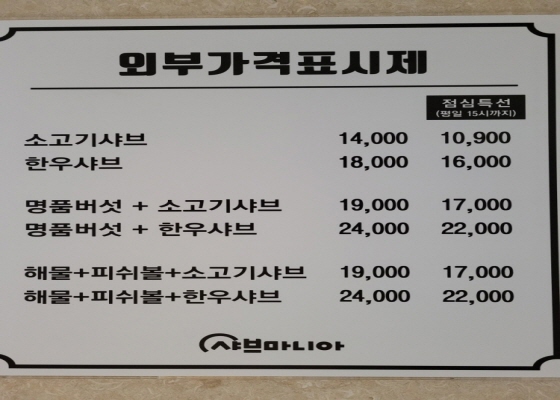 외부가격표시제
점심특선
(평일 15시까지)
소고기샤브 14,000 10,900
한우샤브 18,000 16,000
명품버섯 + 소고기샤브 19,000 17,000
명품버섯 + 한우샤브 24,000 22,000
해물+피쉬볼+소고기샤브 19,000 17,000
해물+피쉬볼+한우샤브 24,000 22,000
샤브마니아